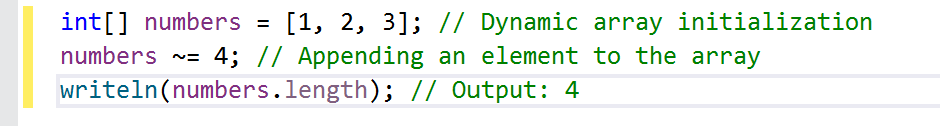 int[] numbers = [1, 2, 3]; // Dynamic array initialization
numbers ~= 4; // Appending an element to the array
writeln(numbers.length); // Output: 4